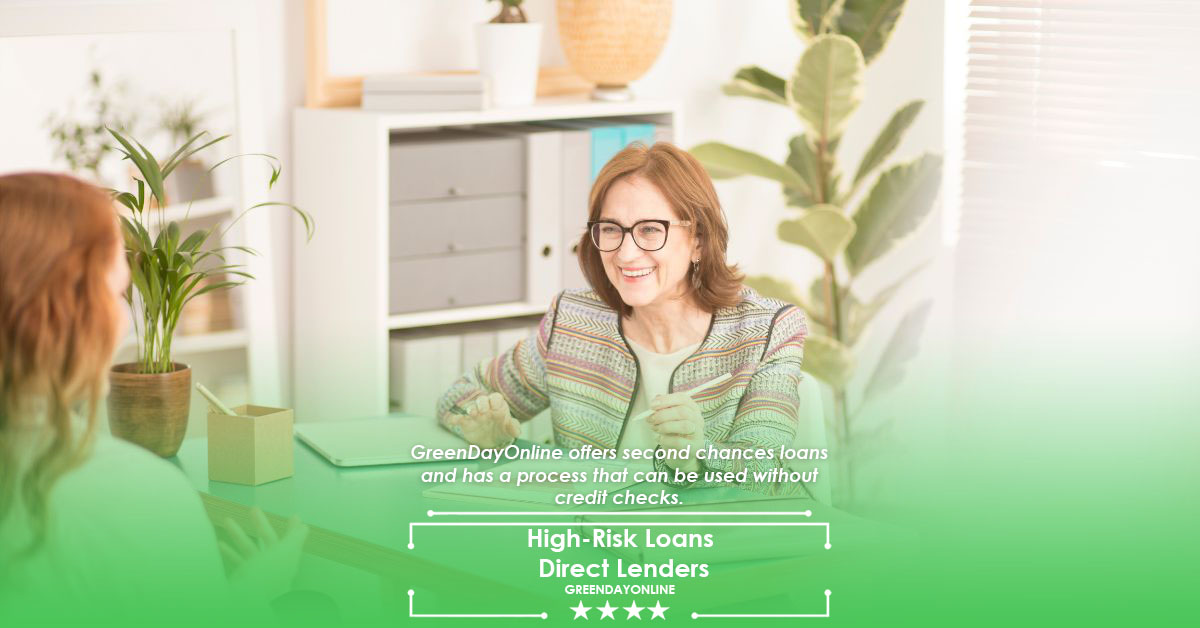 GreenDayOnline offers second chances loans
and has a process that can be used without
credit checks.
High-Risk Loans
Direct Lenders
GREENDAYONLINE